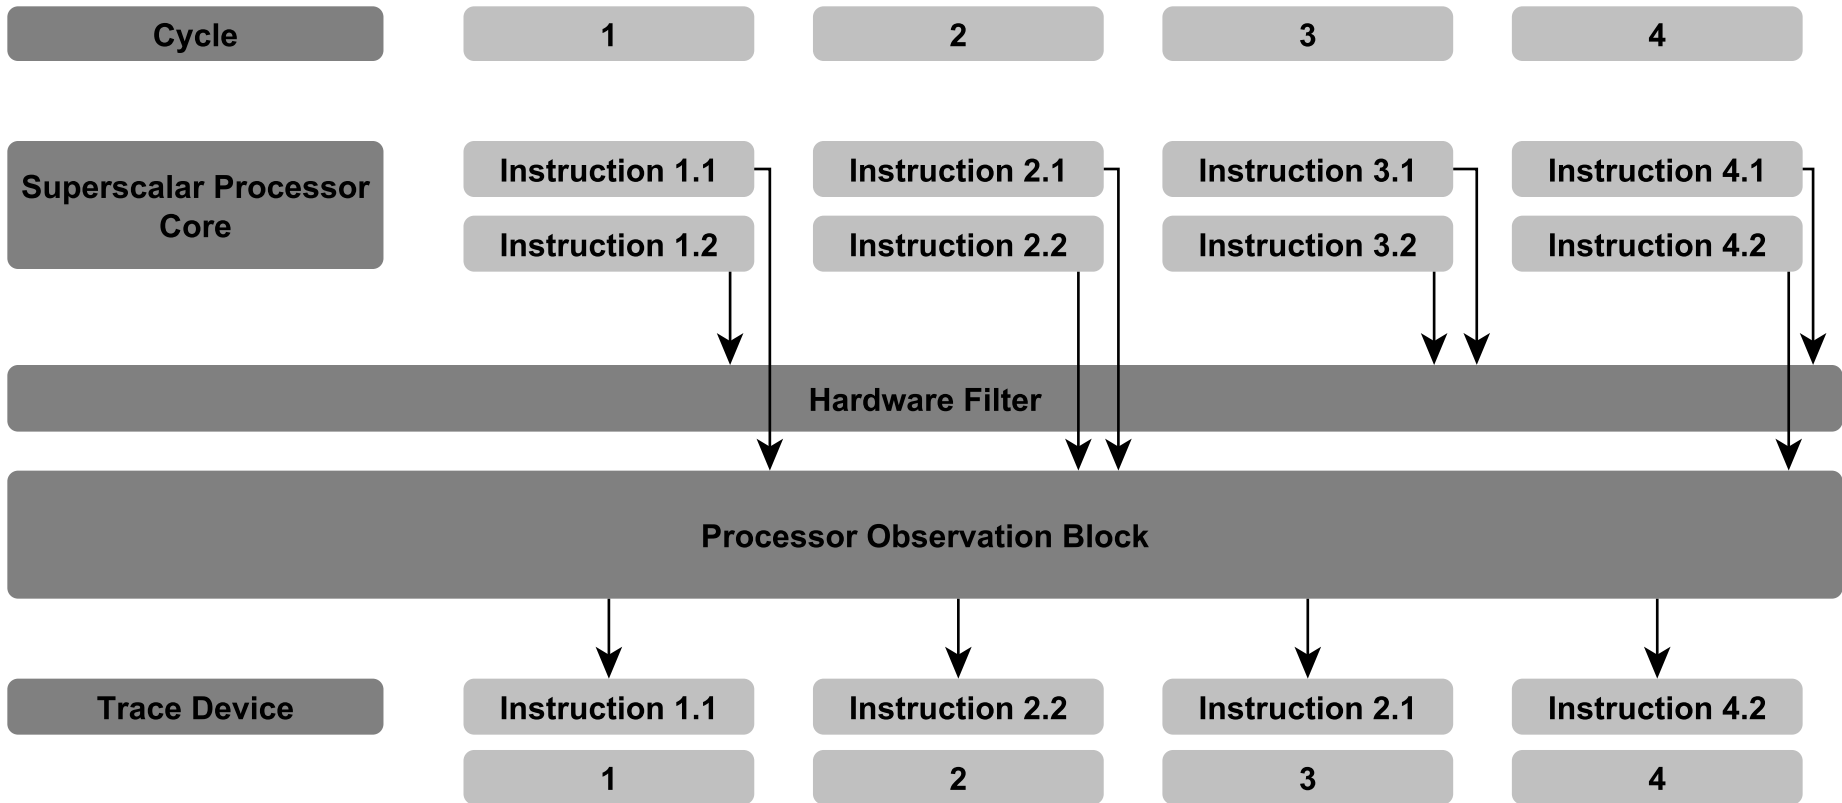 Cycle
1
2
3
4
Superscalar Processor
Core
Instruction 1.1
Instruction 2.1
Instruction 3.1
Instruction 4.1
Instruction 1.2
Instruction 2.2
Instruction 3.2
Instruction 4.2
Hardware Filter
Processor Observation Block
Trace Device
Instruction 1.1
Instruction 2.2
Instruction 2.1
Instruction 4.2
1
2
3
4